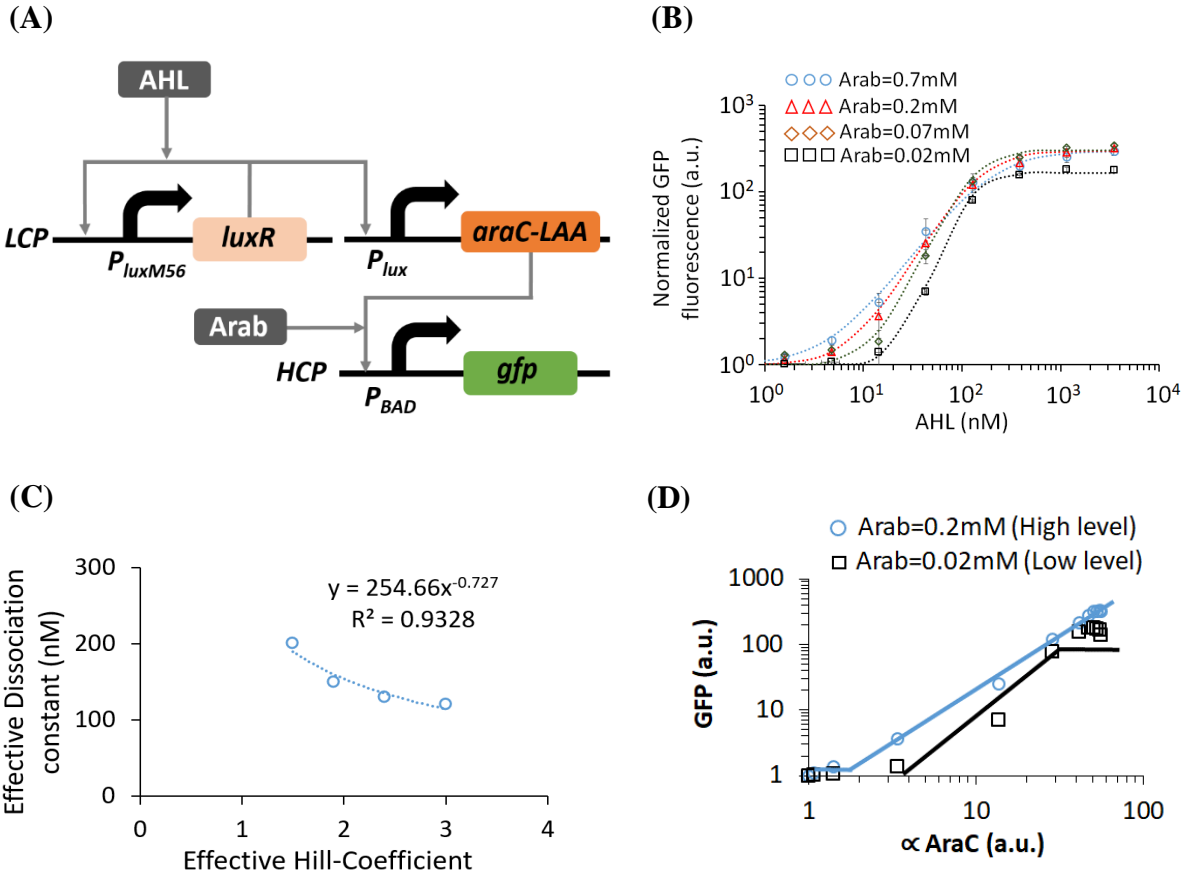 (A)
AHL
LCP
P_luxM56
luxR
P_lux
araC-LAA
Arab
HCP
P_BAD
gfp
(B)
Arab=0.7mM
Arab=0.2mM
Arab=0.07mM
Arab=0.02mM
Normalized GFP
fluorescence (a.u.)
10³
10²
10¹
10⁰
10⁰ 10¹ 10² 10³ 10⁴
AHL (nM)
(C)
Effective Dissociation
constant (nM)
300
200
100
0
y = 254.66x⁻⁰·⁷²⁷
R² = 0.9328
0 1 2 3 4
Effective Hill-Coefficient
(D)
Arab=0.2mM (High level)
Arab=0.02mM (Low level)
GFP (a.u.)
1000
100
10
1
1 10 100
∝ AraC (a.u.)